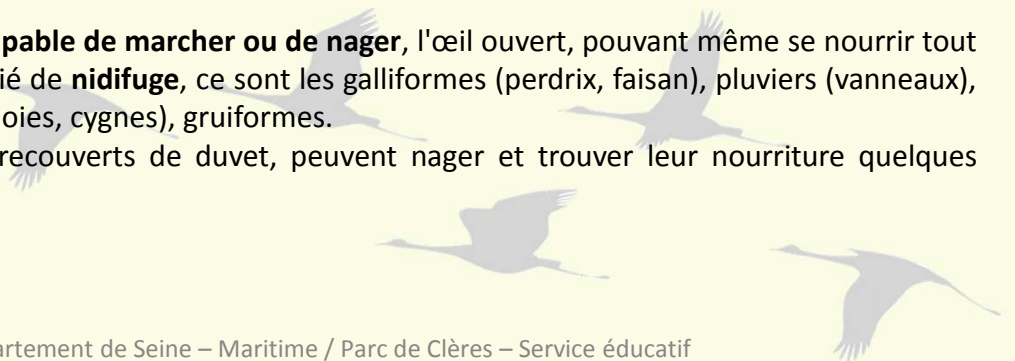 pable de marcher ou de nager, l'œil ouvert, pouvant même se nourrir tout
ié de nidifuge, ce sont les galliformes (perdrix, faisan), pluviers (vanneaux),
oies, cygnes), gruiformes.
recouverts de duvet, peuvent nager et trouver leur nourriture quelques
artement de Seine – Maritime / Parc de Clères – Service éducatif